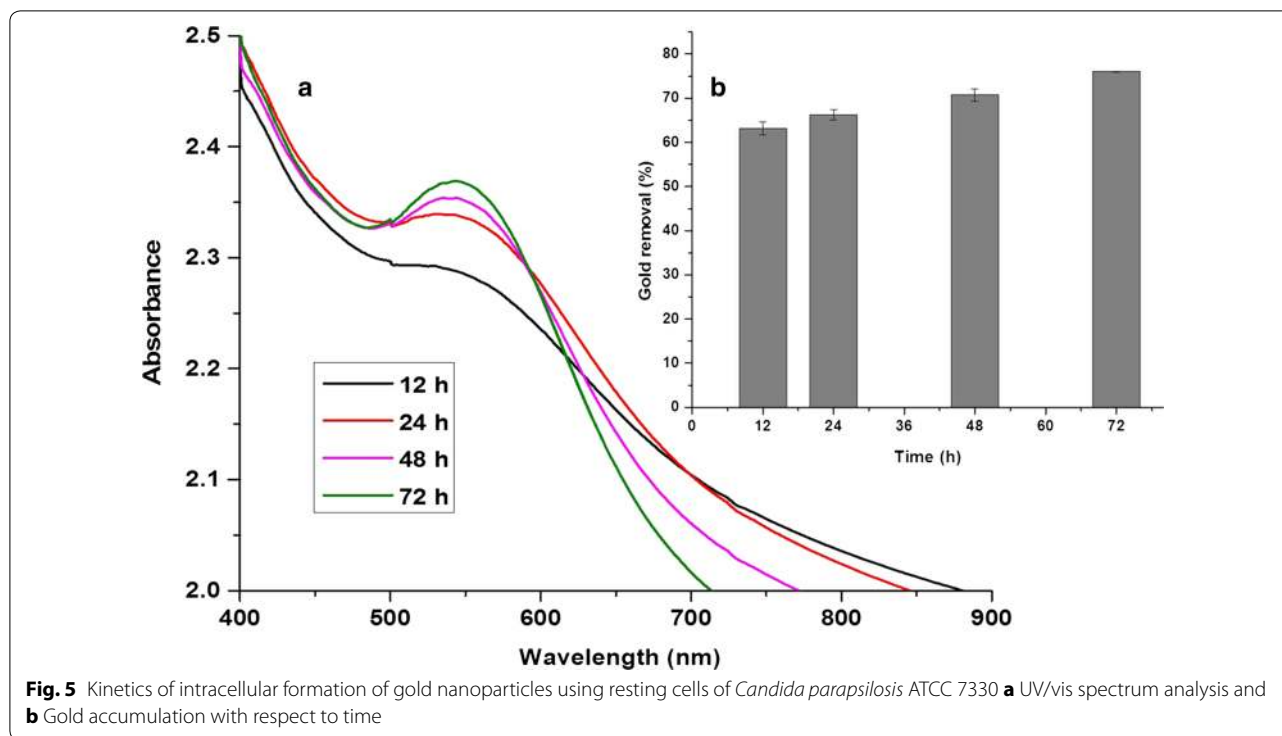 a
2.5
2.4
2.3
2.2
2.1
2.0
Absorbance
12 h
24 h
48 h
72 h
400 500 600 700 800 900
Wavelength (nm)
b
80
70
60
50
40
30
20
10
0
Gold removal (%)
0 12 24 36 48 60 72
Time (h)
Fig. 5 Kinetics of intracellular formation of gold nanoparticles using resting cells of Candida parapsilosis ATCC 7330 a UV/vis spectrum analysis and
b Gold accumulation with respect to time